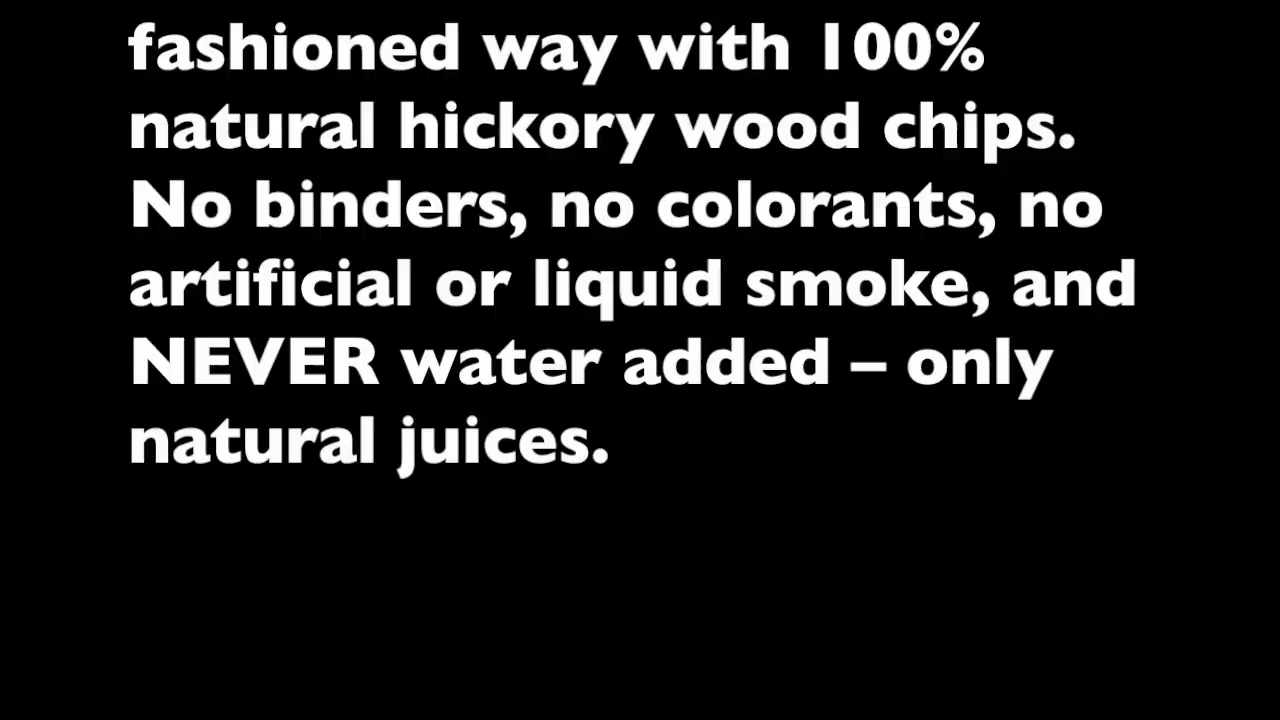 fashioned way with 100%
natural hickory wood chips.
No binders, no colorants, no
artificial or liquid smoke, and
NEVER water added – only
natural juices.